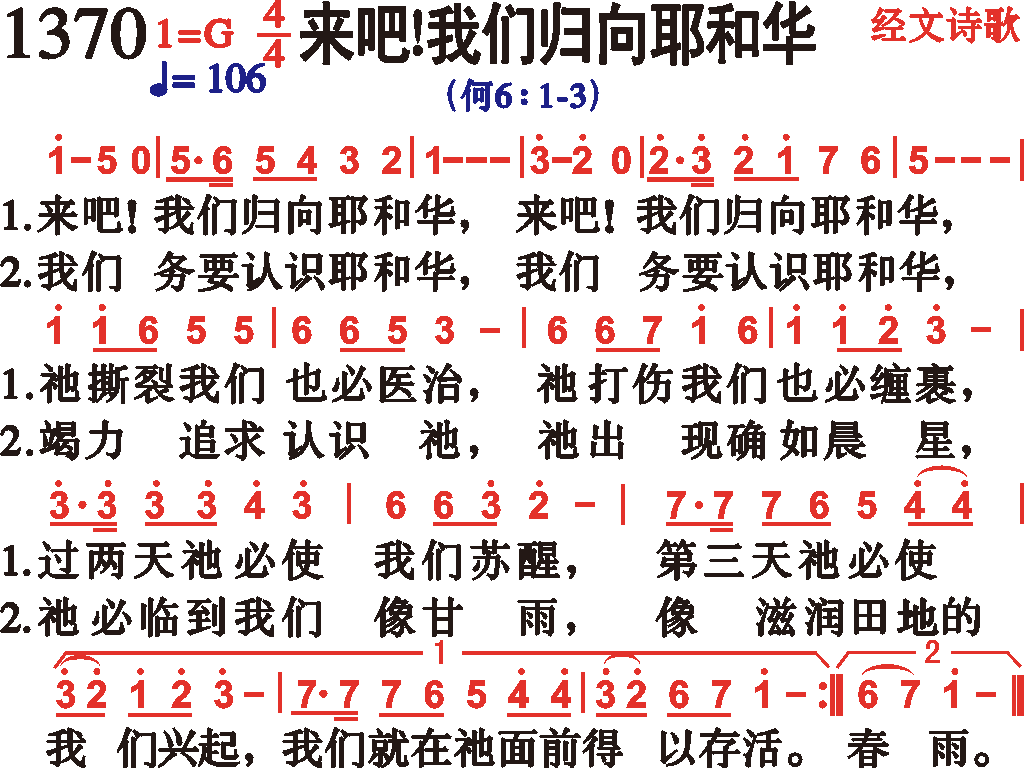 1370 1=G 4/4 来吧!我们归向耶和华 经文诗歌
♩= 106 (何6：1-3)
i-5 0|5·6 5 4 3 2|1---|3̇-2̇ 0|2̇·3̇ 2̇ i 7 6|5---|
1.来吧! 我们归向耶和华， 来吧! 我们归向耶和华，
2.我们 务要认识耶和华， 我们 务要认识耶和华，
i i 6 5 5|6 6 5 3 -|6 6 7 i 6|i i 2̇ 3̇ -|
1.祂撕裂我们 也必医治， 祂打伤我们也必缠裹，
2.竭力 追求认识 祂， 祂出 现确如晨 星，
3̇·3̇ 3̇ 3̇ 4̇ 3̇ | 6 6 3̇ 2̇ - | 7·7 7 6 5 4̇ 4̇ |
1.过两天祂必使 我们苏醒， 第三天祂必使
2.祂必临到我们 像甘 雨， 像 滋润田地的
1 2
3̇ 2̇ i 2̇ 3̇ -|7·7 7 6 5 4̇ 4̇|3̇ 2̇ 6 7 i -:‖6 7 i -‖
我 们兴起，我们就在祂面前得 以存活。 春 雨。